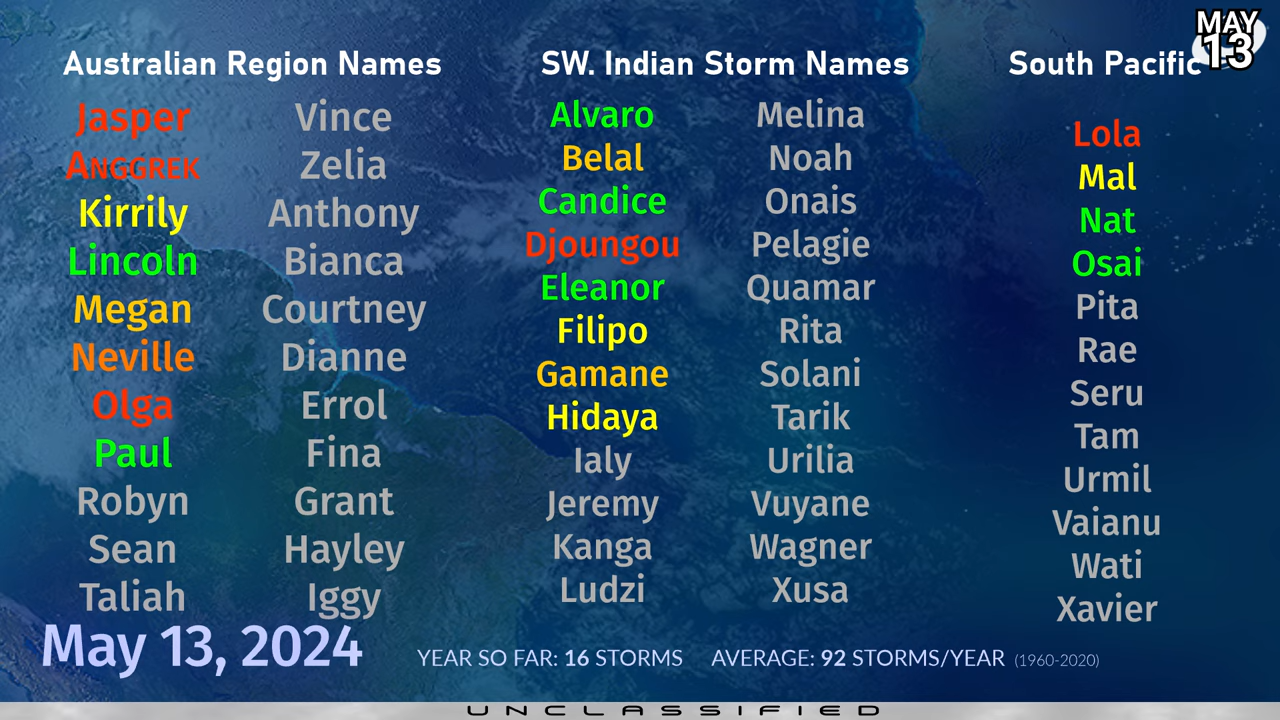 MAY
13
Australian Region Names
Jasper
ANGGREK
Kirrily
Lincoln
Megan
Neville
Olga
Paul
Robyn
Sean
Taliah
Vince
Zelia
Anthony
Bianca
Courtney
Dianne
Errol
Fina
Grant
Hayley
Iggy
SW. Indian Storm Names
Alvaro
Belal
Candice
Djoungou
Eleanor
Filipo
Gamane
Hidaya
Ialy
Jeremy
Kanga
Ludzi
Melina
Noah
Onais
Pelagie
Quamar
Rita
Solani
Tarik
Urilia
Vuyane
Wagner
Xusa
South Pacific
Lola
Mal
Nat
Osai
Pita
Rae
Seru
Tam
Urmil
Vaianu
Wati
Xavier
May 13, 2024
YEAR SO FAR: 16 STORMS AVERAGE: 92 STORMS/YEAR (1960-2020)
UNCLASSIFIED